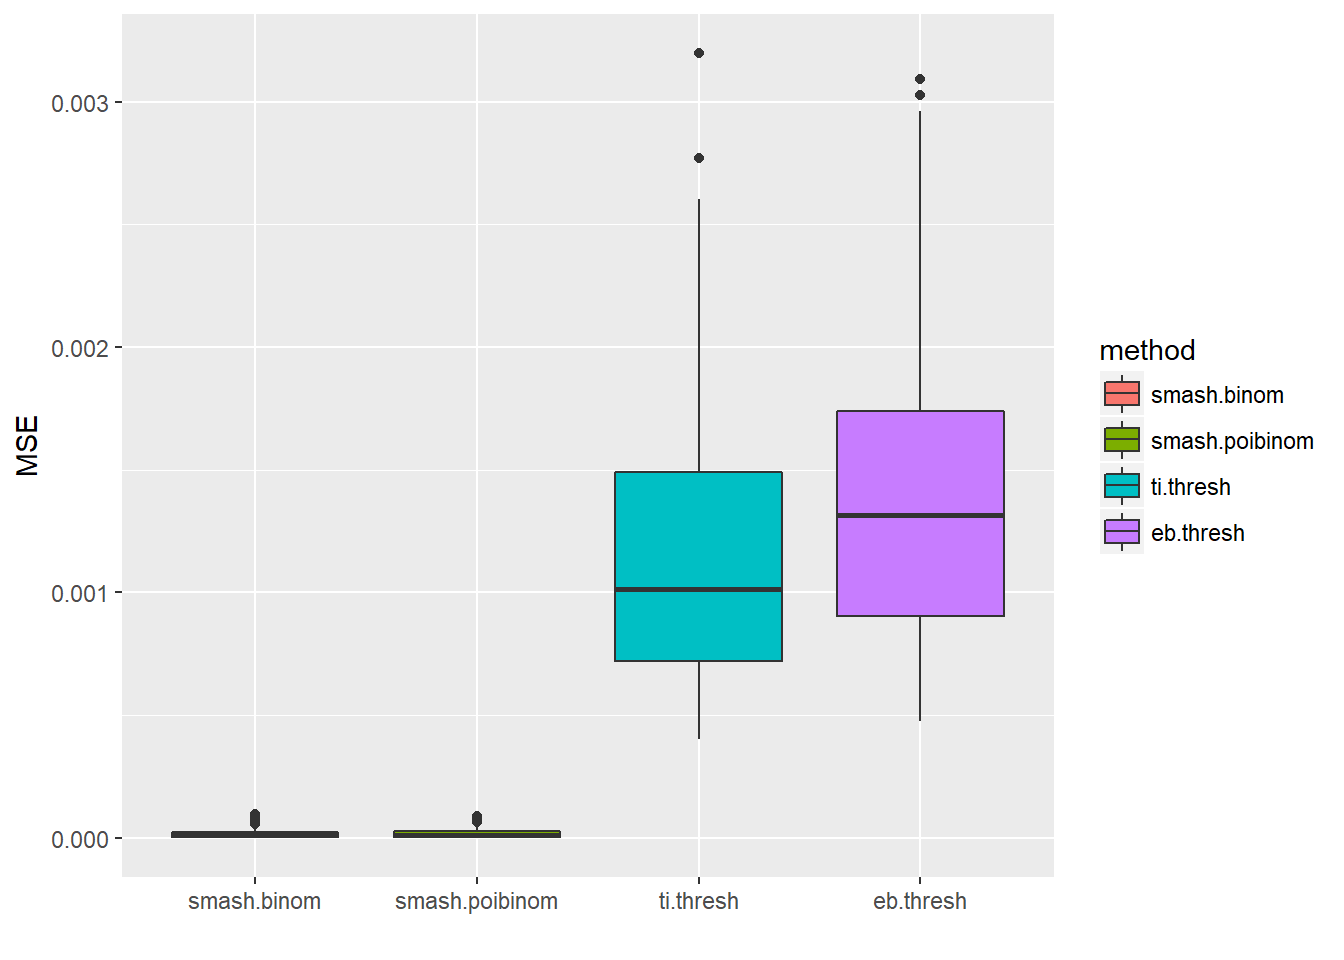 MSE
0.003
0.002
0.001
0.000
smash.binom
smash.poibinom
ti.thresh
eb.thresh
method
smash.binom
smash.poibinom
ti.thresh
eb.thresh